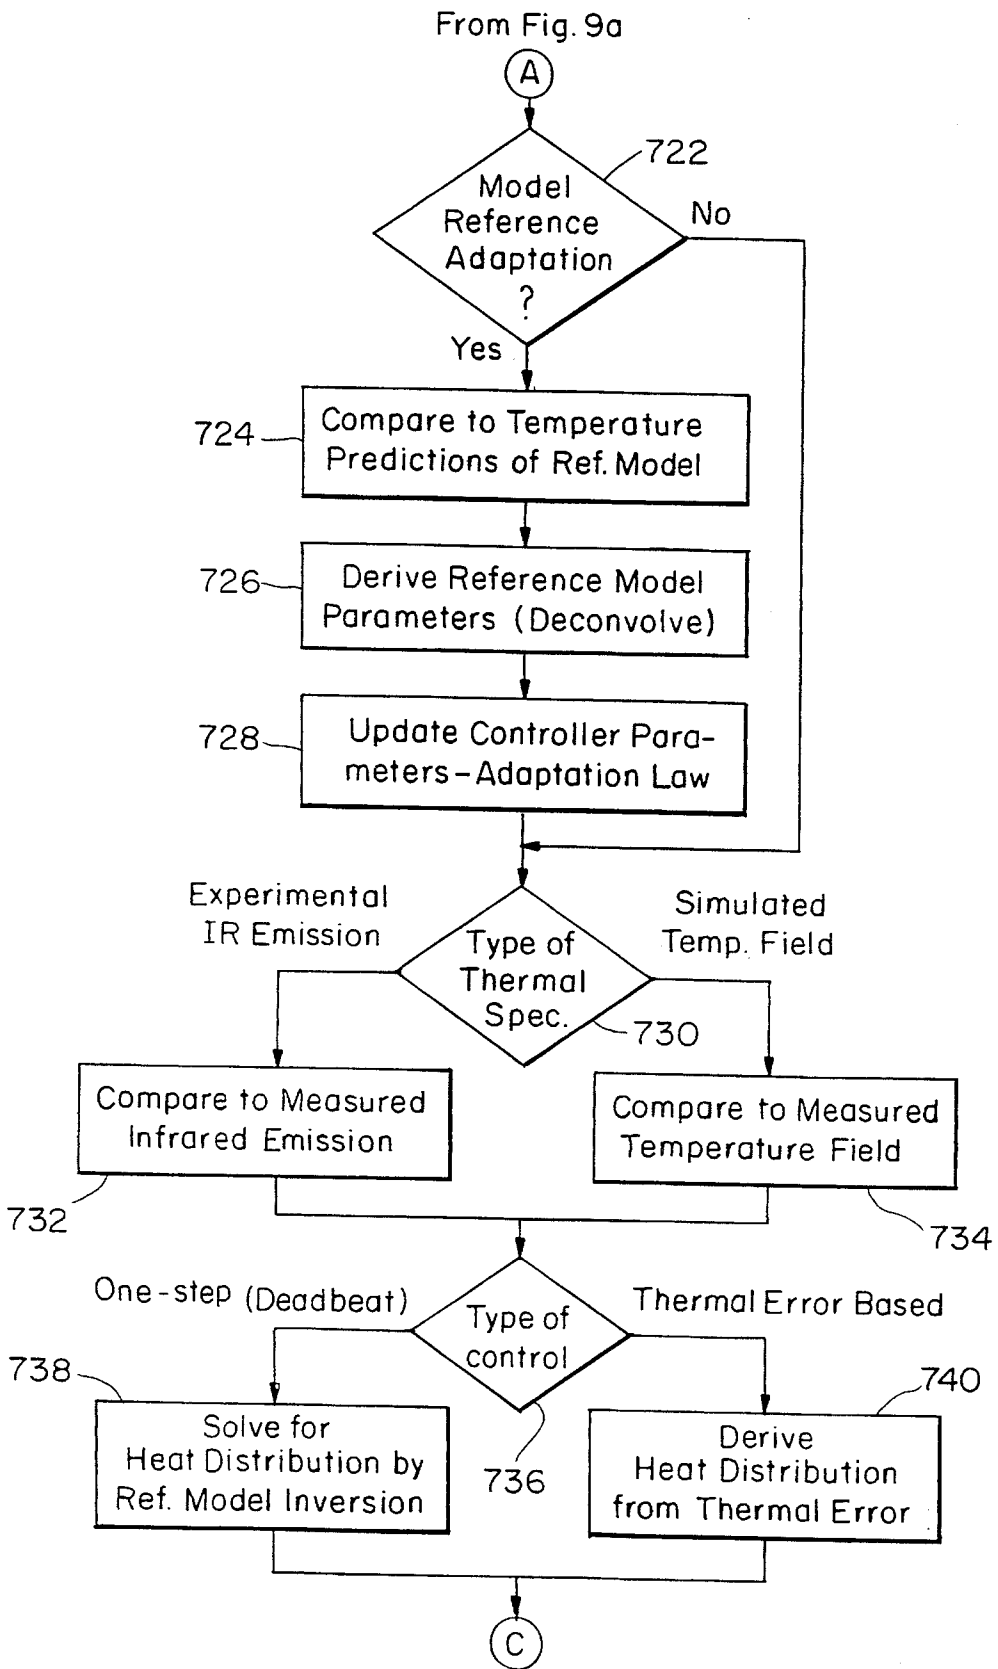 From Fig. 9a
A
722
Model
Reference
Adaptation
?
No
Yes
724
Compare to Temperature
Predictions of Ref. Model
726
Derive Reference Model
Parameters (Deconvolve)
728
Update Controller Para-
meters-Adaptation Law
Experimental
IR Emission
Simulated
Temp. Field
Type of
Thermal
Spec.
730
Compare to Measured
Infrared Emission
Compare to Measured
Temperature Field
732
734
One-step (Deadbeat)
Thermal Error Based
Type of
control
738
740
736
Solve for
Heat Distribution by
Ref. Model Inversion
Derive
Heat Distribution
from Thermal Error
C